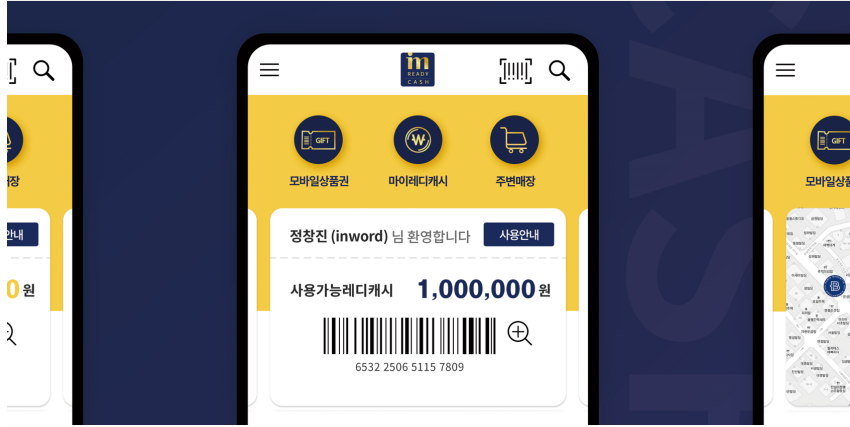 CASH
im
READY
CASH
GIFT
모바일상품권
마이레디캐시
주변매장
정창진 (inword) 님 환영합니다
사용안내
사용가능레디캐시
1,000,000 원
6532 2506 5115 7809
장
안내
0 원
GIFT
모바일상품